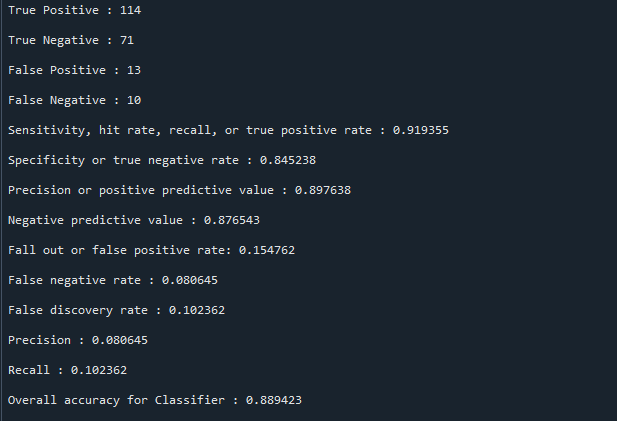 True Positive : 114
True Negative : 71
False Positive : 13
False Negative : 10
Sensitivity, hit rate, recall, or true positive rate : 0.919355
Specificity or true negative rate : 0.845238
Precision or positive predictive value : 0.897638
Negative predictive value : 0.876543
Fall out or false positive rate: 0.154762
False negative rate : 0.080645
False discovery rate : 0.102362
Precision : 0.080645
Recall : 0.102362
Overall accuracy for Classifier : 0.889423